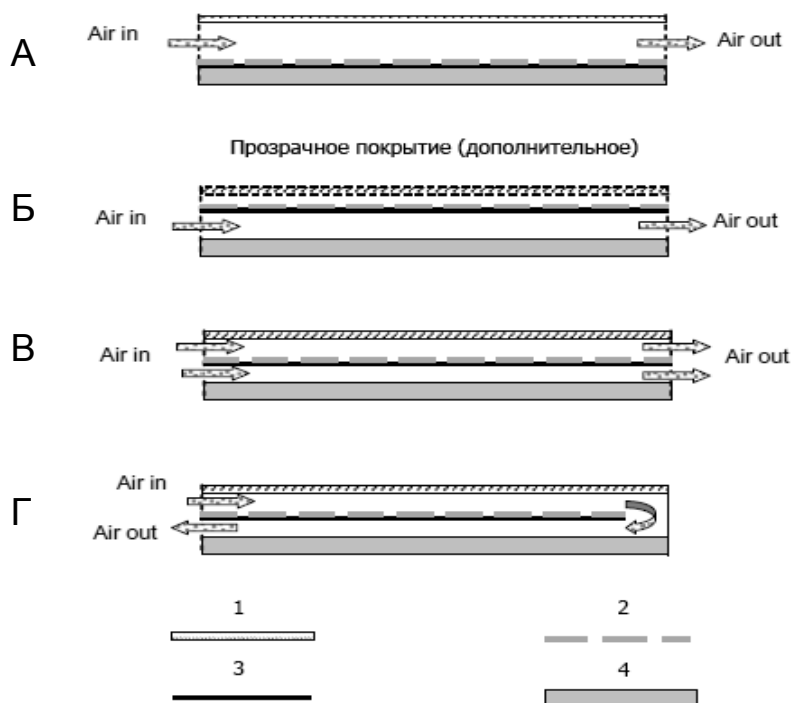 А
Air in
Air out
Прозрачное покрытие (дополнительное)
Б
Air in
Air out
В
Air in
Air out
Г
Air in
Air out
1
2
3
4